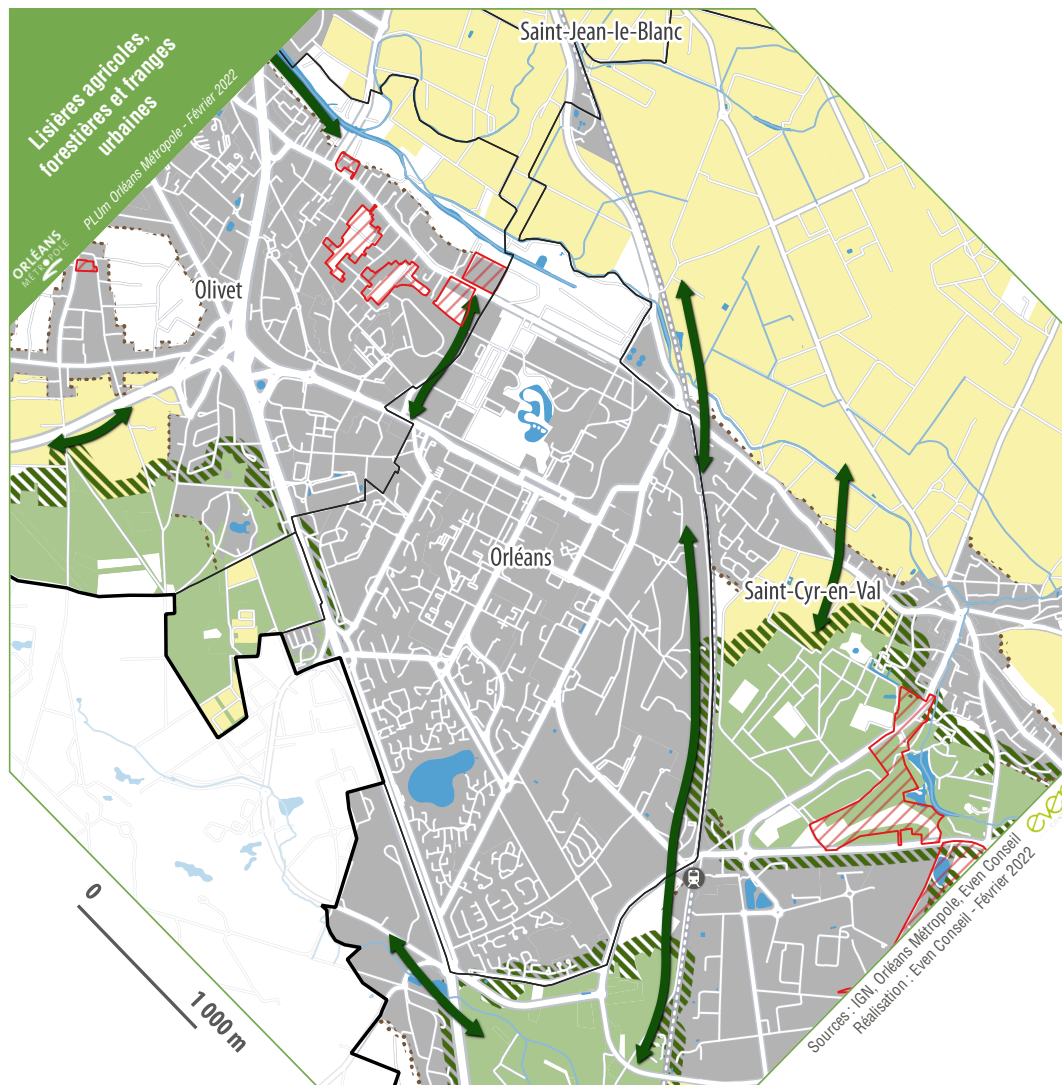 Lisières agricoles,
forestières et franges
urbaines
PLUm Orléans Métropole - Février 2022
ORLÉANS
MÉTROPOLE
Saint-Jean-le-Blanc
Olivet
Orléans
Saint-Cyr-en-Val
0
1 000 m
Sources : IGN, Orléans Métropole, Even Conseil
Réalisation : Even Conseil - Février 2022